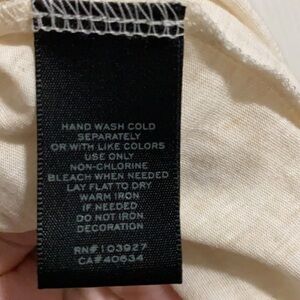 HAND WASH COLD
SEPARATELY
OR WITH LIKE COLORS
USE ONLY
NON-CHLORINE
BLEACH WHEN NEEDED
LAY FLAT TO DRY
WARM IRON
IF NEEDED
DO NOT IRON
DECORATION
RN#103927
CA#40634